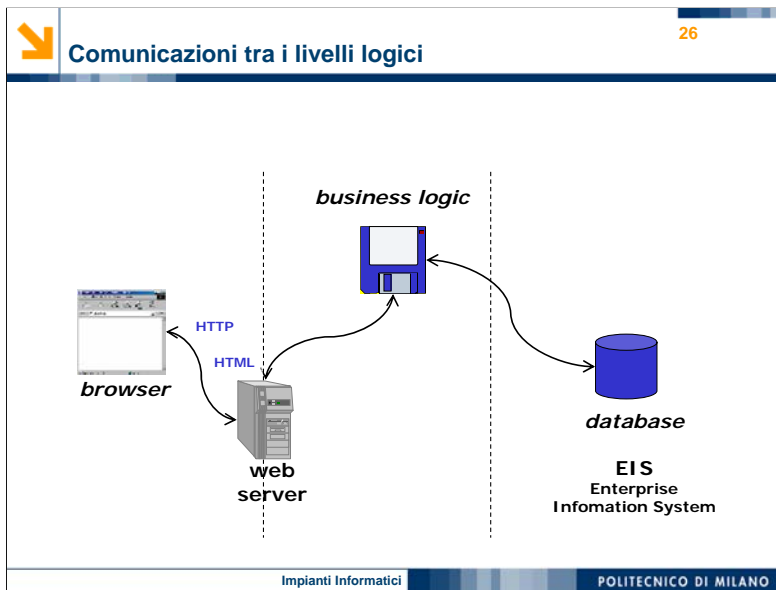 26
Comunicazioni tra i livelli logici
business logic
HTTP
HTML
browser
web
server
database
EIS
Enterprise
Infomation System
Impianti Informatici
POLITECNICO DI MILANO